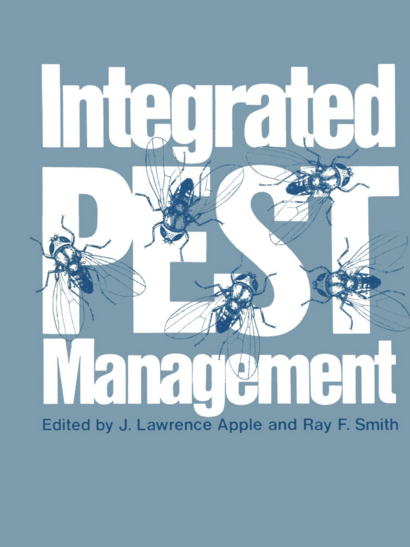 Integrated
PEST
Management
Edited by J. Lawrence Apple and Ray F. Smith